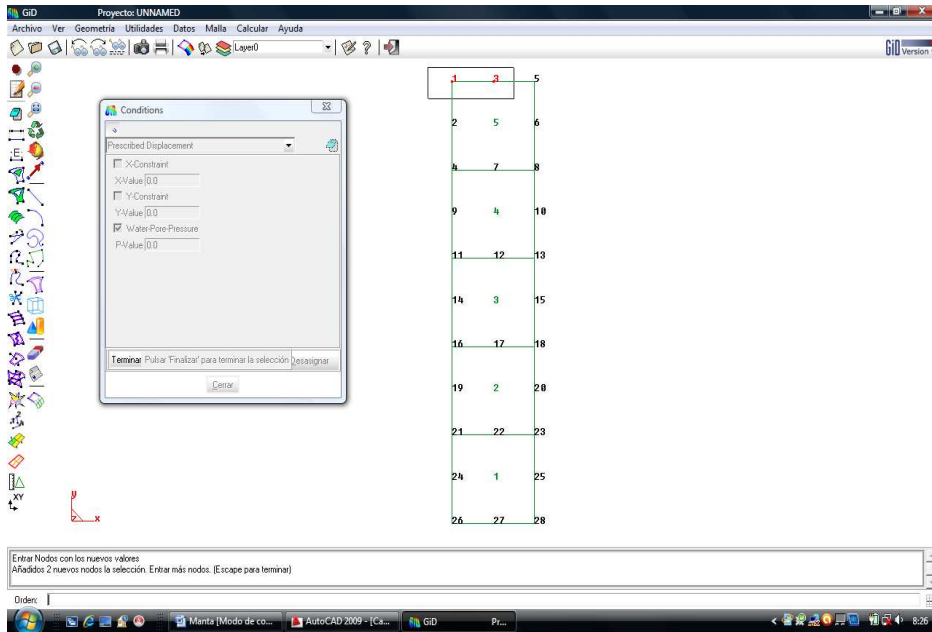 GiD Proyecto: UNNAMED
Archivo Ver Geometría Utilidades Datos Malla Calcular Ayuda
Layer0
GiD Version
Conditions
Prescribed Displacement
X-Constraint
X-Value 0.0
Y-Constraint
Y-Value 0.0
Water-Pore-Pressure
P-Value 0.0
Terminar Pulsar 'Finalizar' para terminar la selección Desasignar
Cerrar
1 3 5
2 5 6
4 7 8
9 4 10
11 12 13
14 3 15
16 17 18
19 2 20
21 22 23
24 1 25
26 27 28
y
z x
Entrar Nodos con los nuevos valores
Añadidos 2 nuevos nodos la selección. Entrar más nodos. (Escape para terminar)
Orden:
Manta [Modo de co... AutoCAD 2009 - [Ca... GiD Pr... 8:26